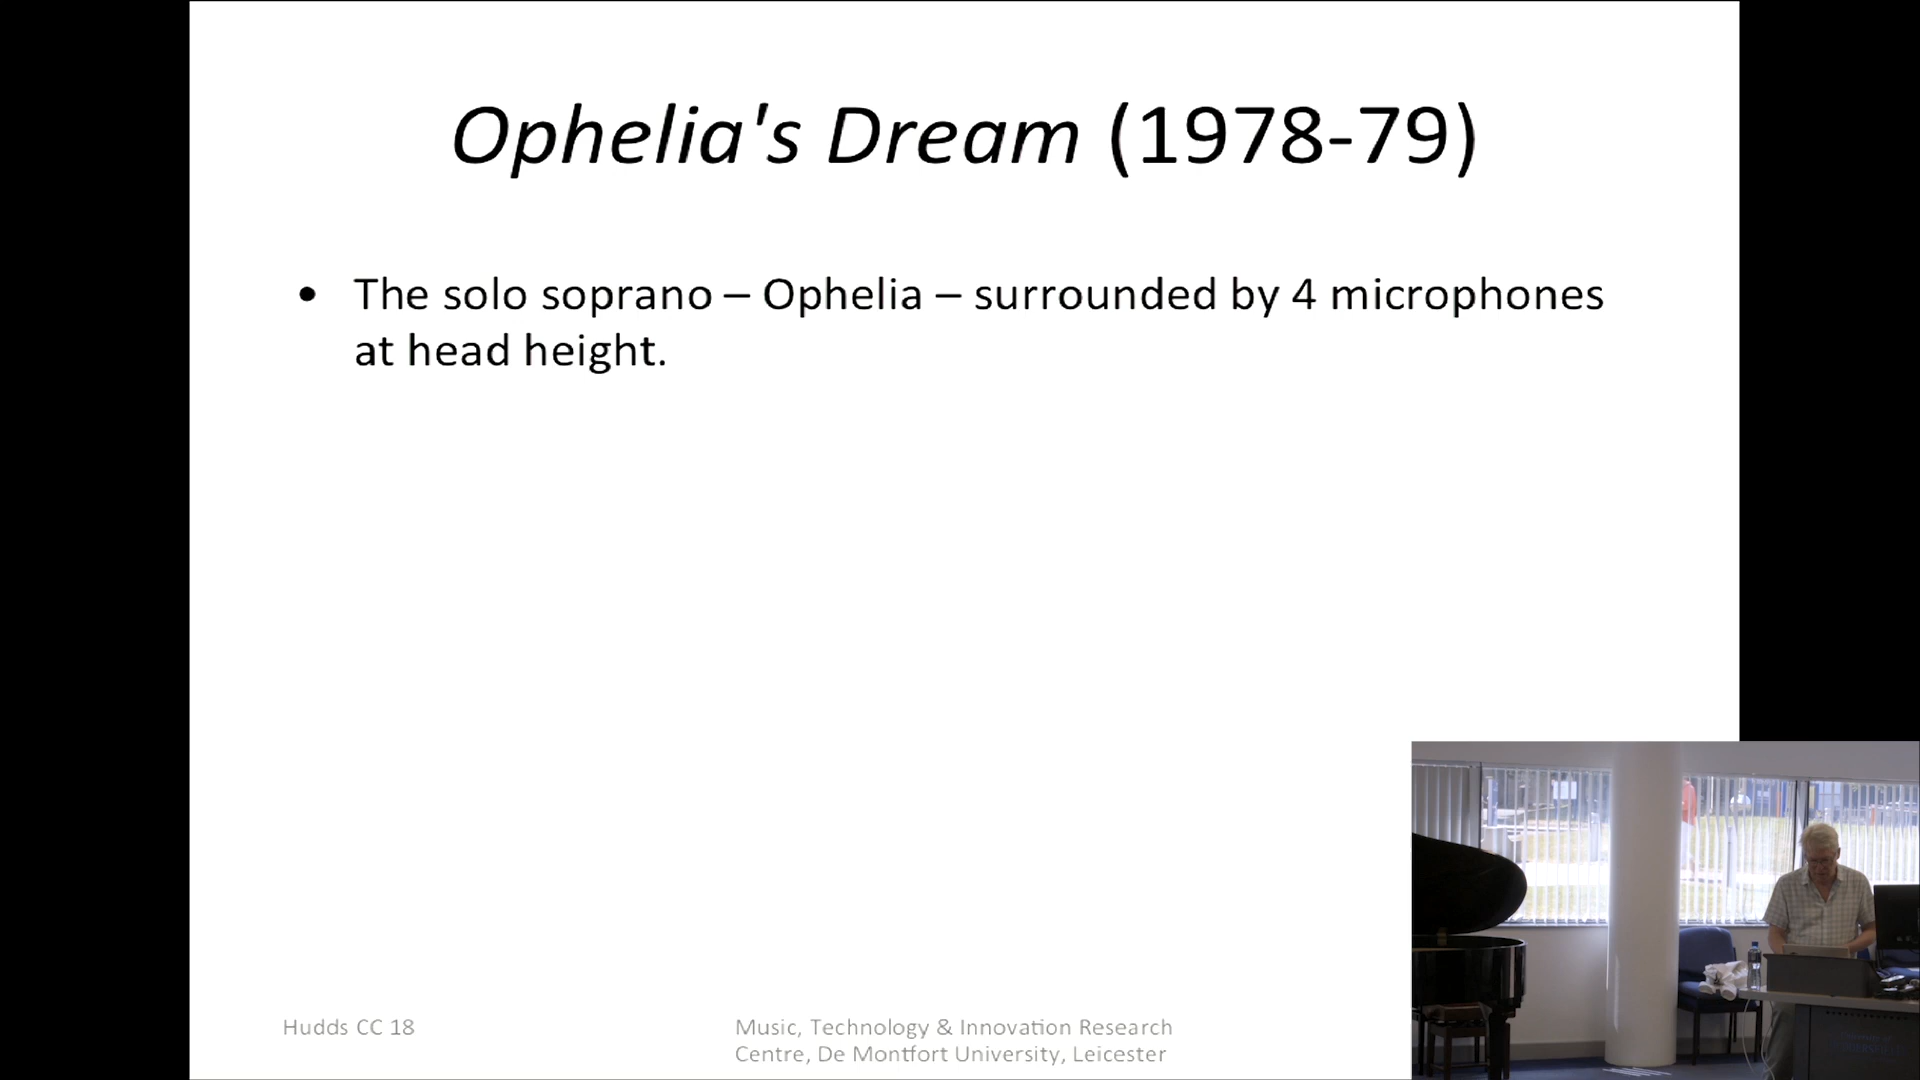 Ophelia's Dream (1978-79)
• The solo soprano – Ophelia – surrounded by 4 microphones
at head height.
Hudds CC 18
Music, Technology & Innovation Research
Centre, De Montfort University, Leicester